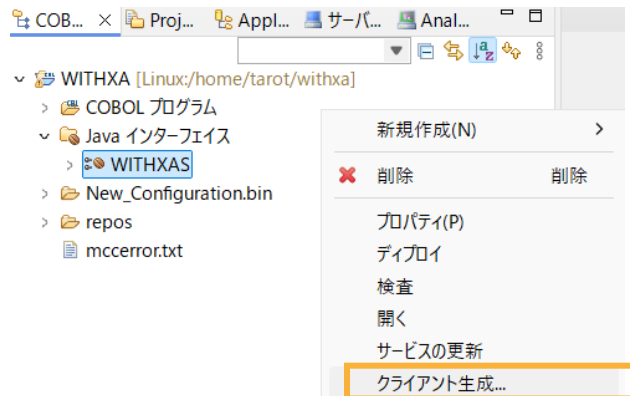 COB... Proj... Appl... サーバ... Anal...
WITHXA [Linux:/home/tarot/withxa]
COBOL プログラム
Java インターフェイス
WITHXAS
New_Configuration.bin
repos
mccerror.txt
新規作成(N)
削除 削除
プロパティ(P)
ディプロイ
検査
開く
サービスの更新
クライアント生成...